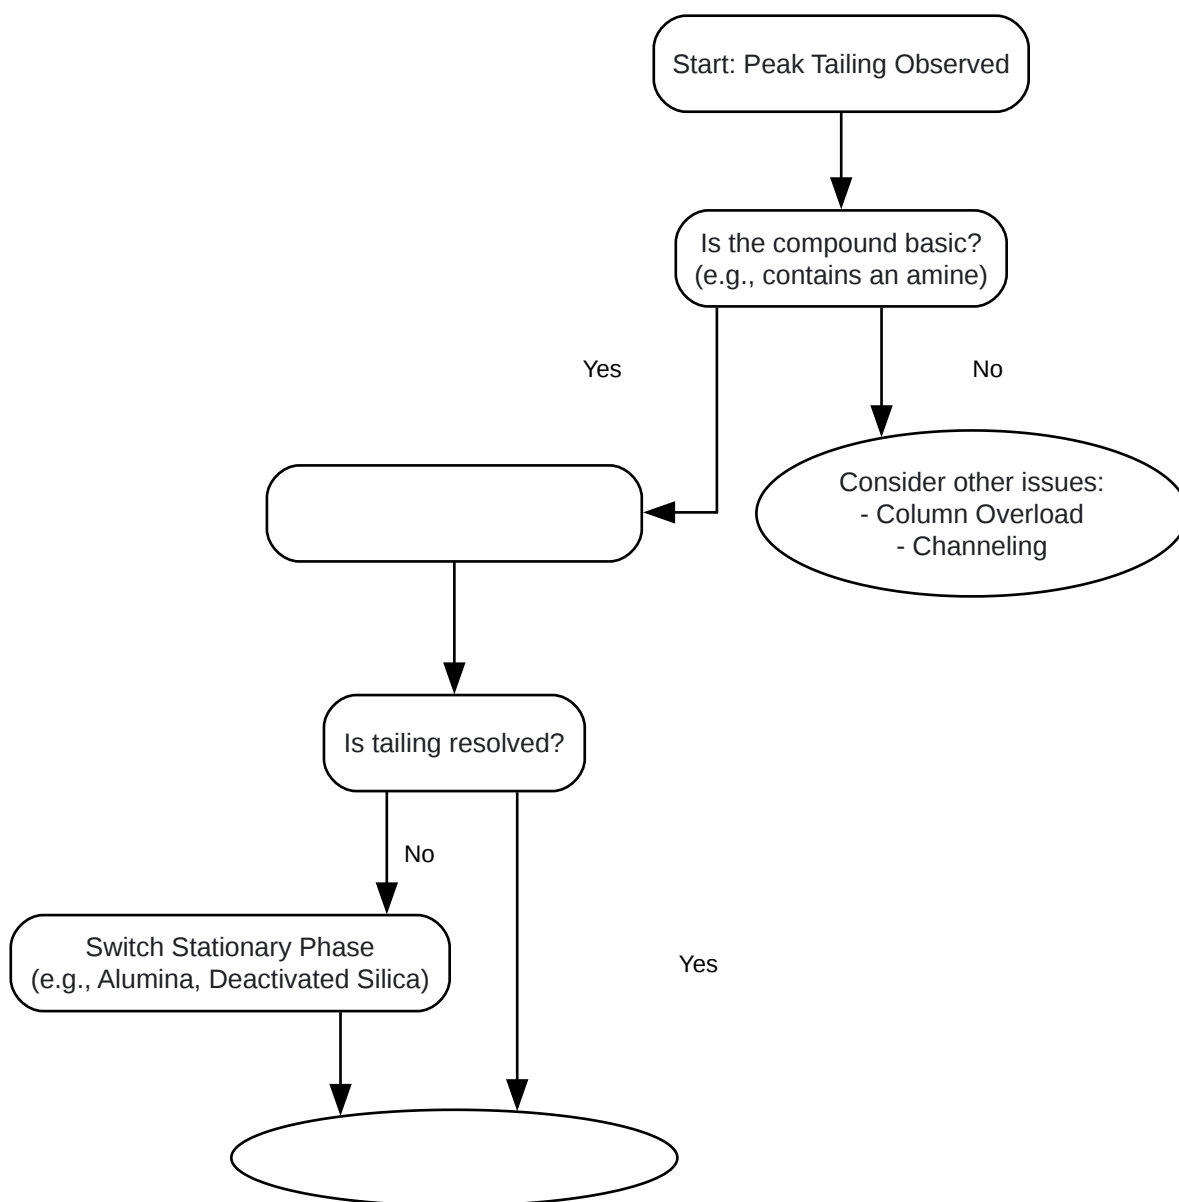 Start: Peak Tailing Observed
Is the compound basic?
(e.g., contains an amine)
Yes
No
Consider other issues:
- Column Overload
- Channeling
Is tailing resolved?
No
Switch Stationary Phase
(e.g., Alumina, Deactivated Silica)
Yes